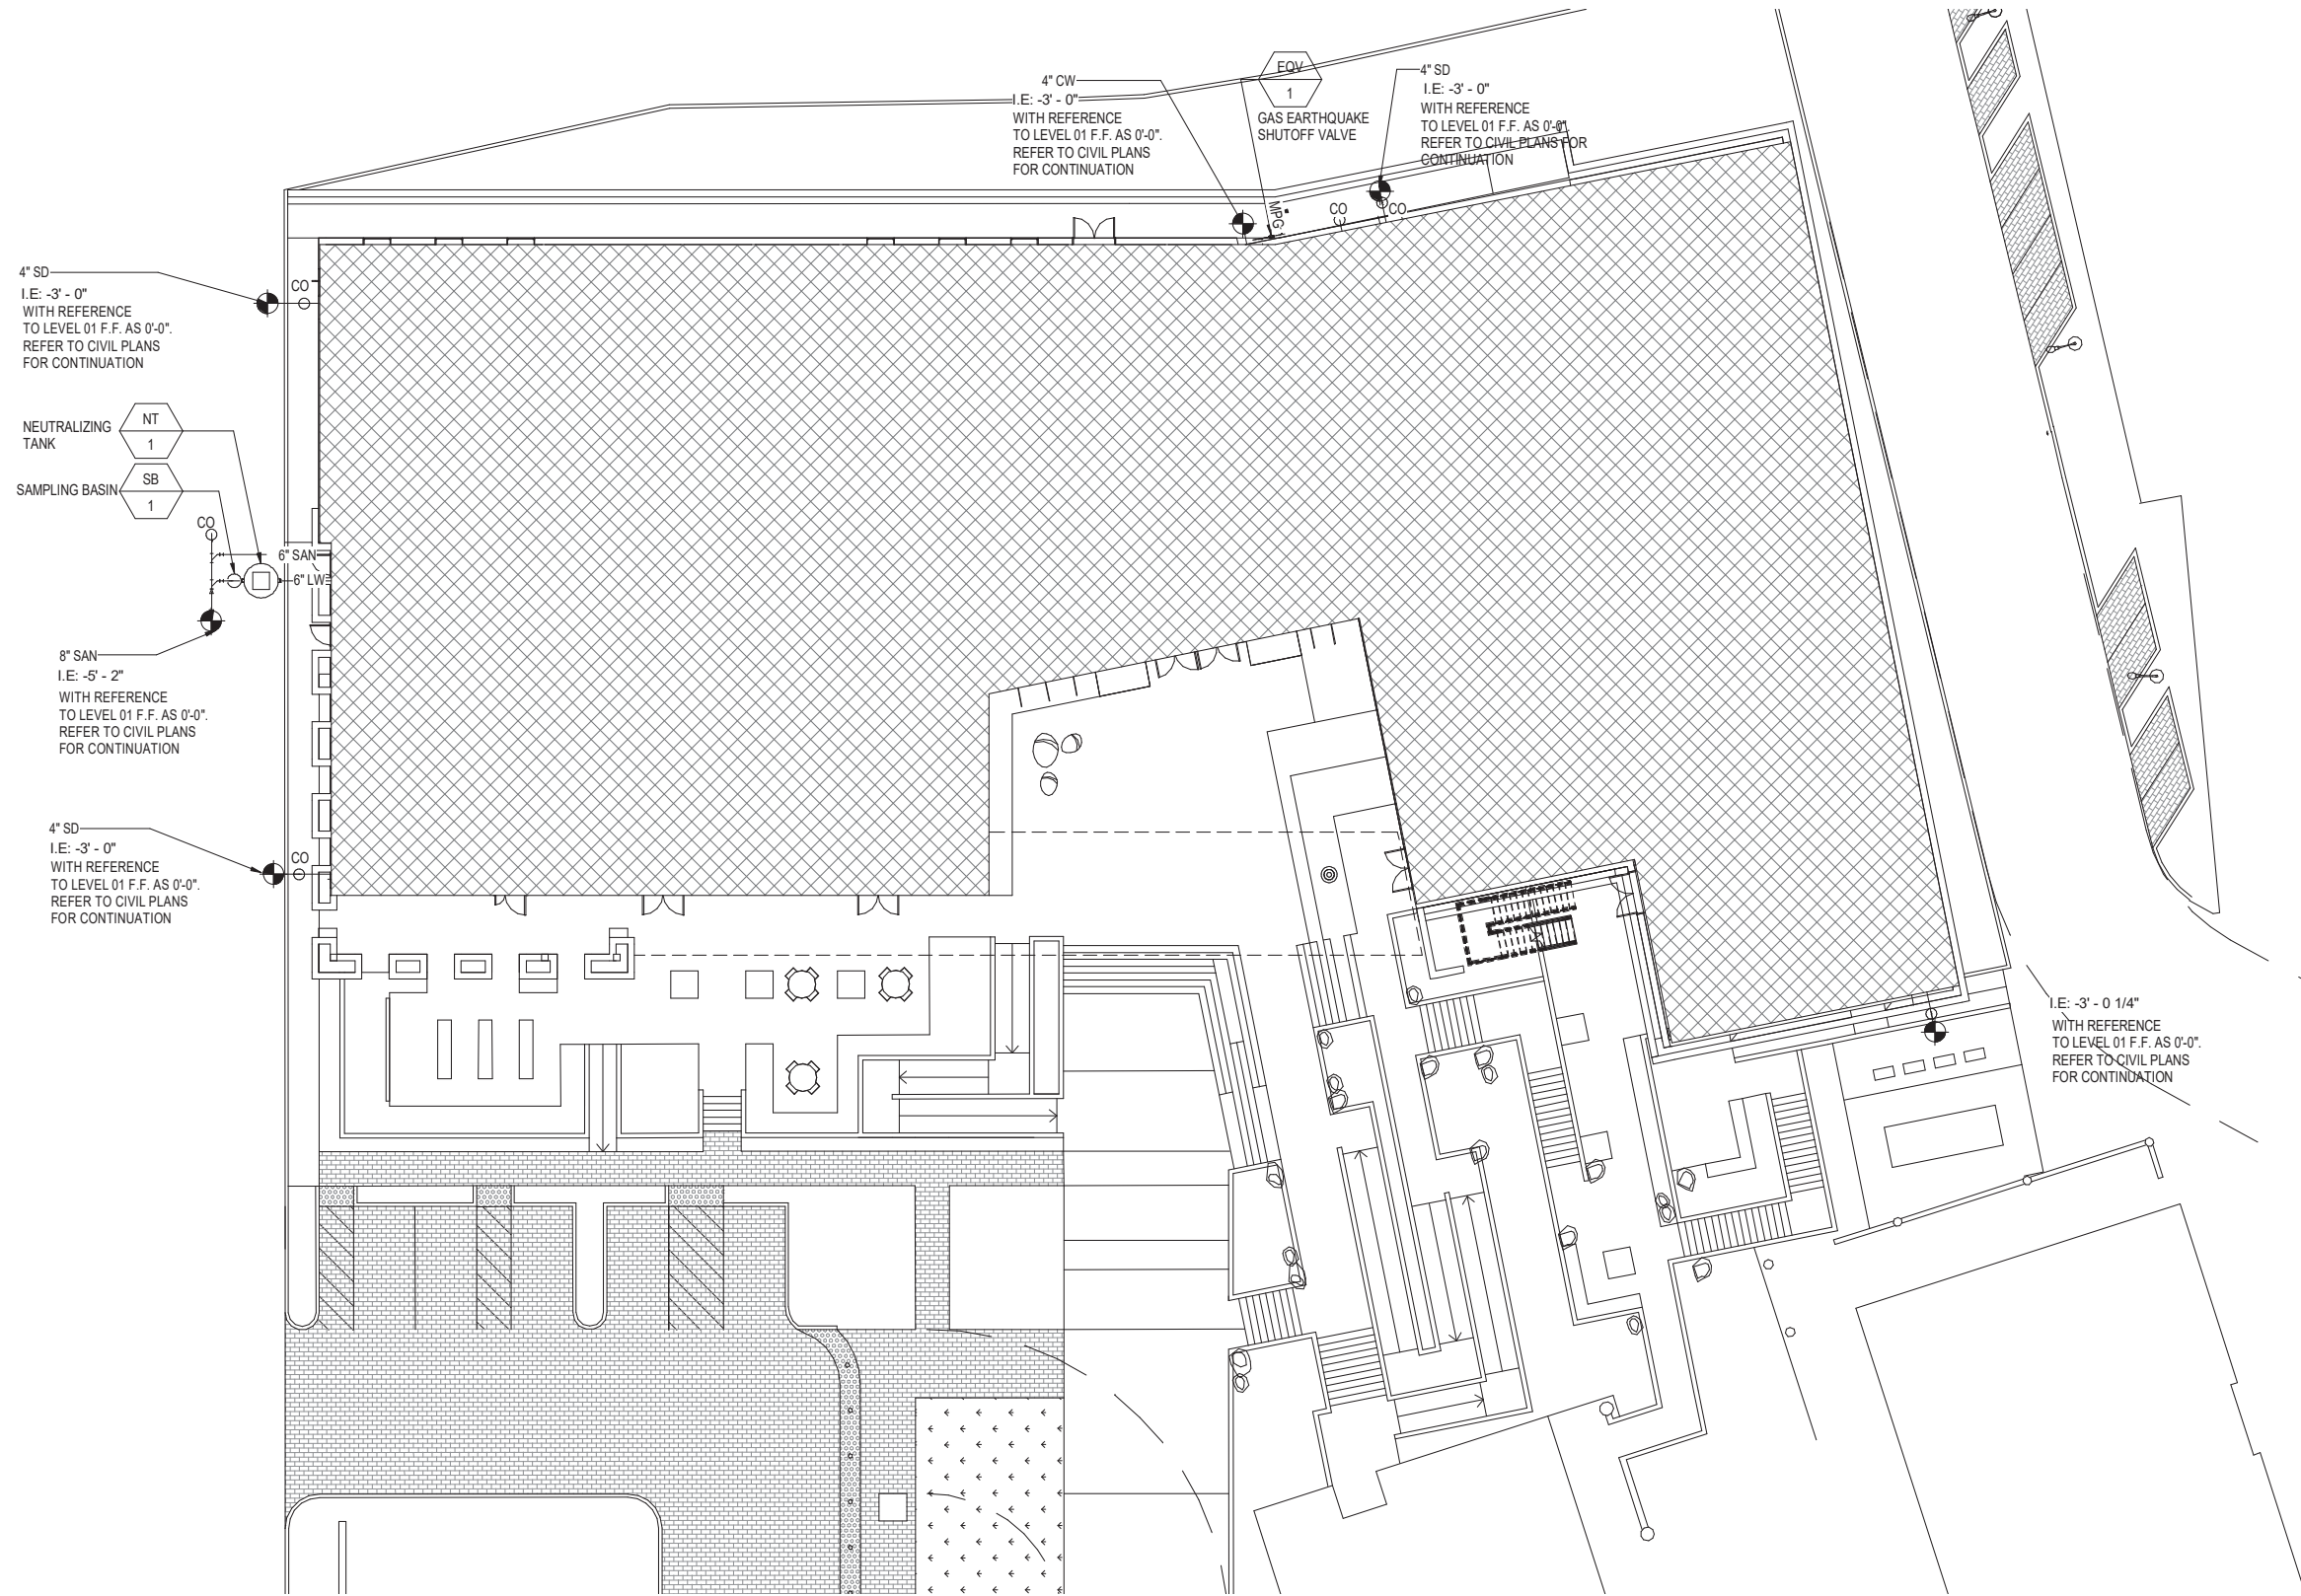 4" CW
I.E: -3' - 0"
WITH REFERENCE
TO LEVEL 01 F.F. AS 0'-0".
REFER TO CIVIL PLANS
FOR CONTINUATION
EQV
1
GAS EARTHQUAKE
SHUTOFF VALVE
4" SD
I.E: -3' - 0"
WITH REFERENCE
TO LEVEL 01 F.F. AS 0'-0".
REFER TO CIVIL PLANS FOR
CONTINUATION
MPG
CO
CO
4" SD
I.E: -3' - 0"
WITH REFERENCE
TO LEVEL 01 F.F. AS 0'-0".
REFER TO CIVIL PLANS
FOR CONTINUATION
CO
NEUTRALIZING
TANK
NT
1
SAMPLING BASIN
SB
1
CO
6" SAN
6" LW
8" SAN
I.E: -5' - 2"
WITH REFERENCE
TO LEVEL 01 F.F. AS 0'-0".
REFER TO CIVIL PLANS
FOR CONTINUATION
4" SD
I.E: -3' - 0"
WITH REFERENCE
TO LEVEL 01 F.F. AS 0'-0".
REFER TO CIVIL PLANS
FOR CONTINUATION
CO
I.E: -3' - 0 1/4"
WITH REFERENCE
TO LEVEL 01 F.F. AS 0'-0".
REFER TO CIVIL PLANS
FOR CONTINUATION